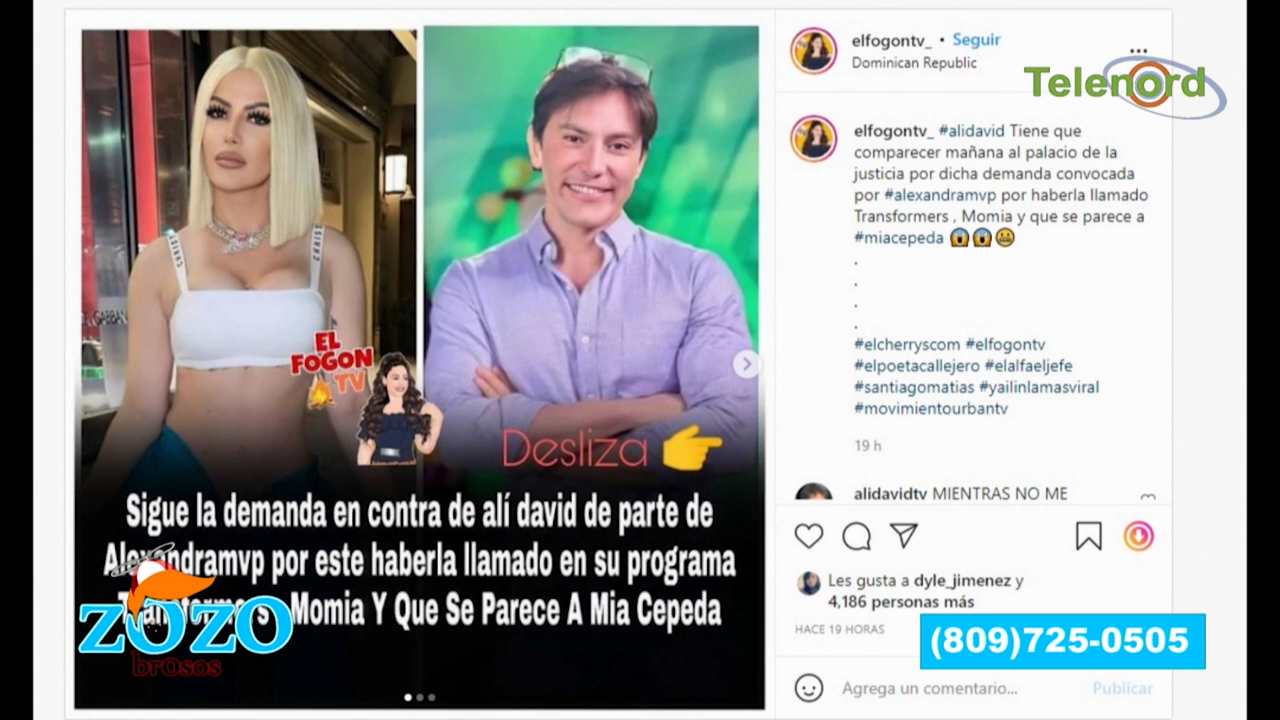 elfogontv_ • Seguir
Dominican Republic
Telenord
elfogontv_ #alidavid Tiene que
comparecer mañana al palacio de la
justicia por dicha demanda convocada
por #alexandramvp por haberla llamado
Transformers , Momia y que se parece a
#miacepeda 😱😱😬
.
.
.
.
#elcherryscom #elfogontv
#elpoetacallejero #elalfaeljefe
#santiagomatias #yailinlamasviral
#movimientourbantv
19 h
alidavidtv MIENTRAS NO ME
Les gusta a dyle_jimenez y
4,186 personas más
HACE 19 HORAS
(809)725-0505
Agrega un comentario...
Publicar
EL
FOGON
TV
Desliza
Sigue la demanda en contra de alí david de parte de
Alexandramvp por este haberla llamado en su programa
Momia Y Que Se Parece A Mia Cepeda
ZOZO
brOsos